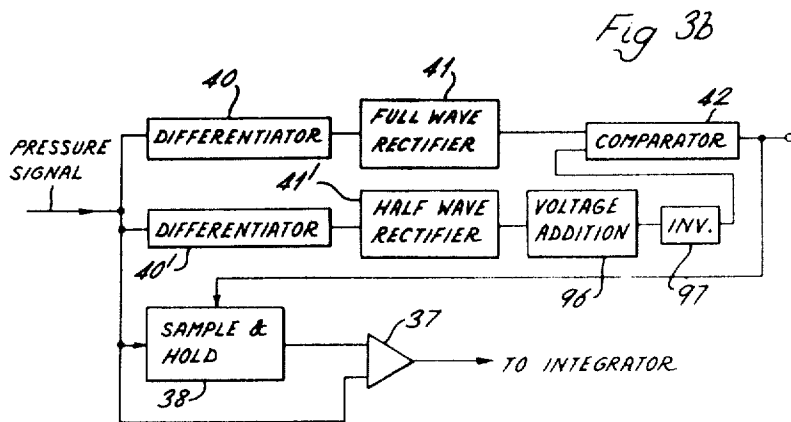 Fig 3b
40
41
42
DIFFERENTIATOR
FULL WAVE
RECTIFIER
COMPARATOR
PRESSURE
SIGNAL
41'
DIFFERENTIATOR
HALF WAVE
RECTIFIER
VOLTAGE
ADDITION
INV.
40'
96
97
37
SAMPLE &
HOLD
TO INTEGRATOR
38